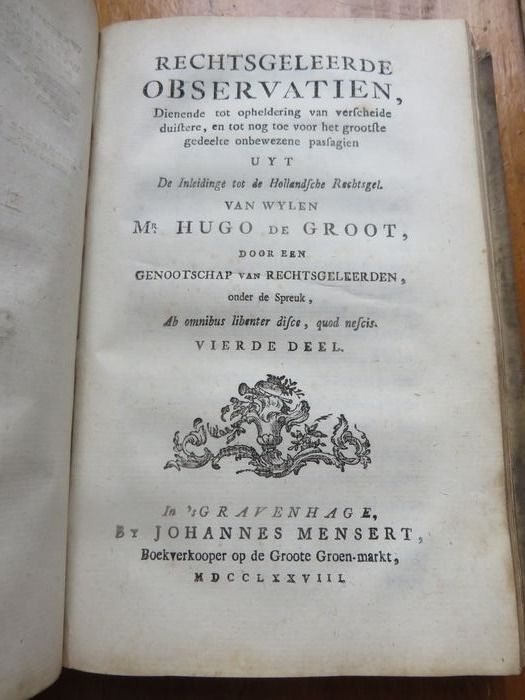 RECHTSGELEERDE
OBSERVATIEN,
Dienende tot opheldering van verſcheide
duiſtere, en tot nog toe voor het grootſte
gedeelte onbewezene paſſagien
UYT
De Inleidinge tot de Hollandſche Rechtsgel.
VAN WYLEN
Mr. HUGO DE GROOT,
DOOR EEN
GENOOTSCHAP VAN RECHTSGELEERDEN,
onder de Spreuk,
Ab omnibus libenter diſce, quod neſcis.
VIERDE DEEL.
In 'sGRAVENHAGE,
BY JOHANNES MENSERT,
Boekverkooper op de Groote Groen-markt,
MDCCLXXVIII.